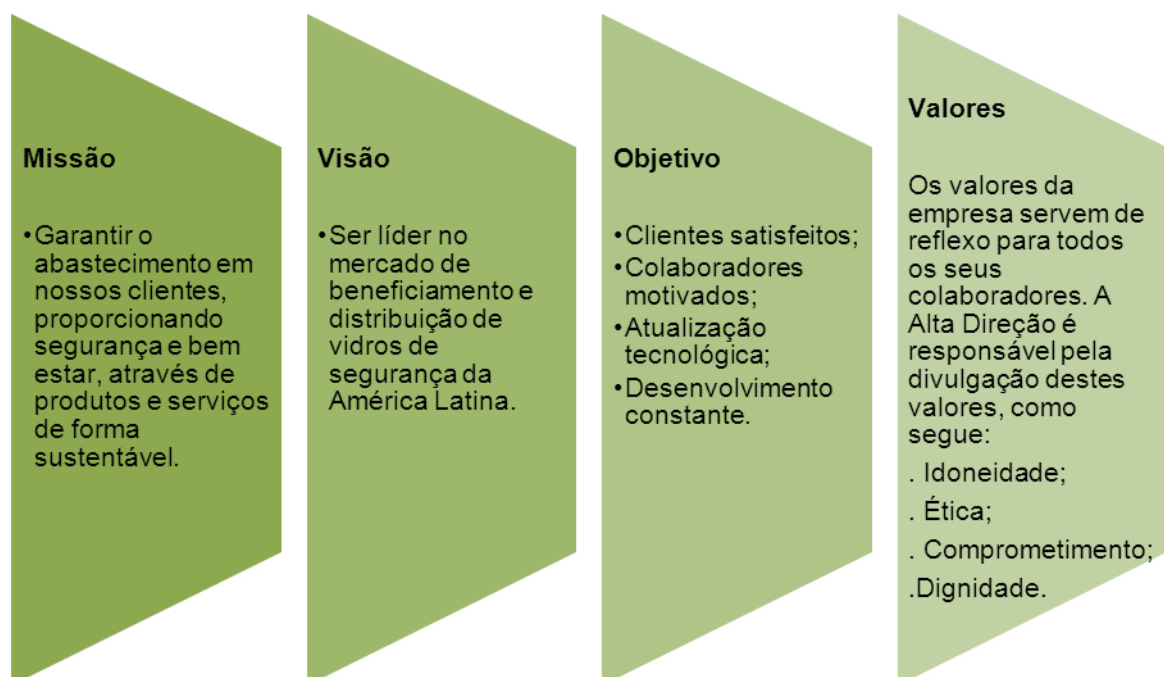 Missão
•Garantir o
abastecimento em
nossos clientes,
proporcionando
segurança e bem
estar, através de
produtos e serviços
de forma
sustentável.
Visão
•Ser líder no
mercado de
beneficiamento e
distribuição de
vidros de
segurança da
América Latina.
Objetivo
•Clientes satisfeitos;
•Colaboradores
motivados;
•Atualização
tecnológica;
•Desenvolvimento
constante.
Valores
Os valores da
empresa servem de
reflexo para todos
os seus
colaboradores. A
Alta Direção é
responsável pela
divulgação destes
valores, como
segue:
. Idoneidade;
. Ética;
. Comprometimento;
.Dignidade.